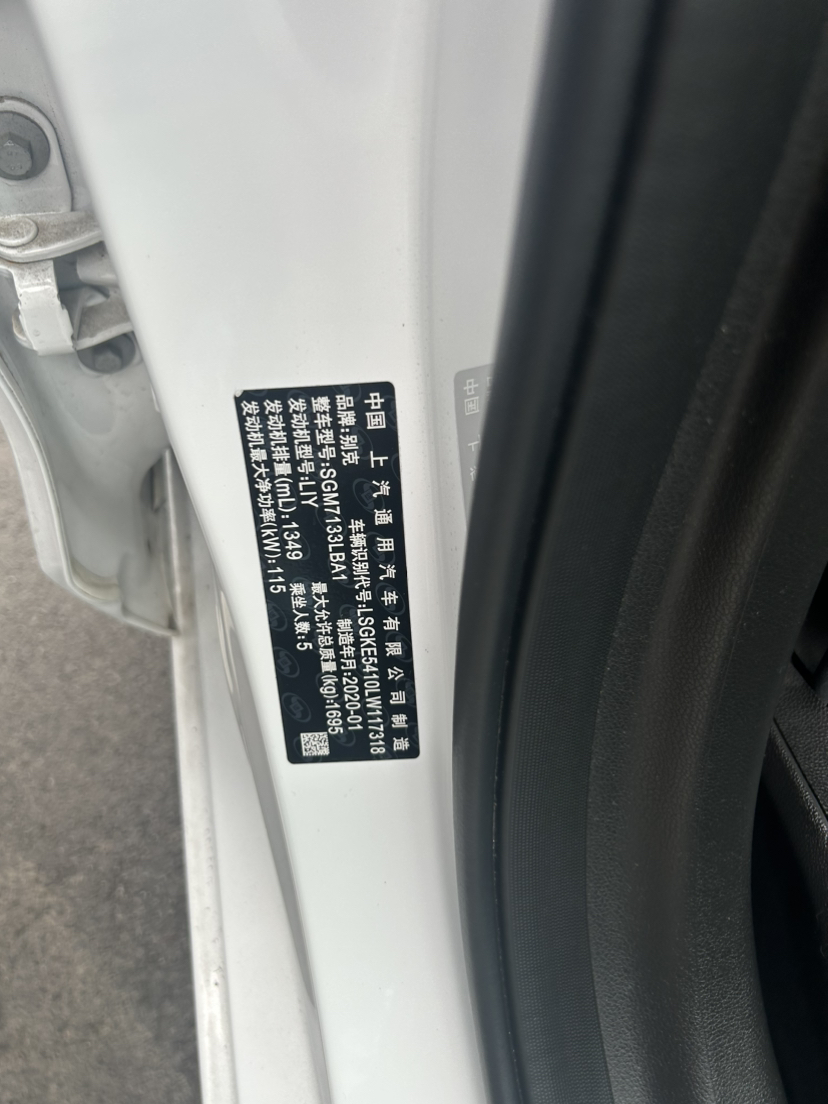 中国 上汽通用汽车有限公司制造
品牌:别克 车辆识别代号:LSGKE5410LW117318
整车型号:SGM7133LBA1 制造年月:2020-01
发动机型号:LIY 最大允许总质量(kg):1695
发动机排量(mL):1349 乘坐人数:5
发动机最大净功率(kW):115
中国 上